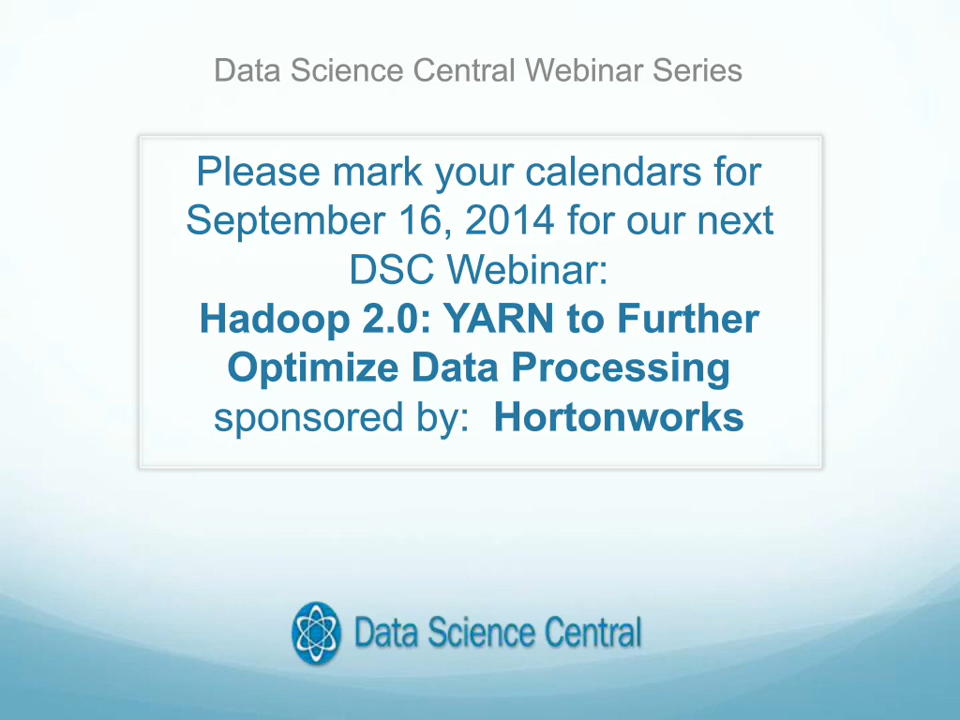 Data Science Central Webinar Series
Please mark your calendars for
September 16, 2014 for our next
DSC Webinar:
Hadoop 2.0: YARN to Further
Optimize Data Processing
sponsored by:  Hortonworks
Data Science Central